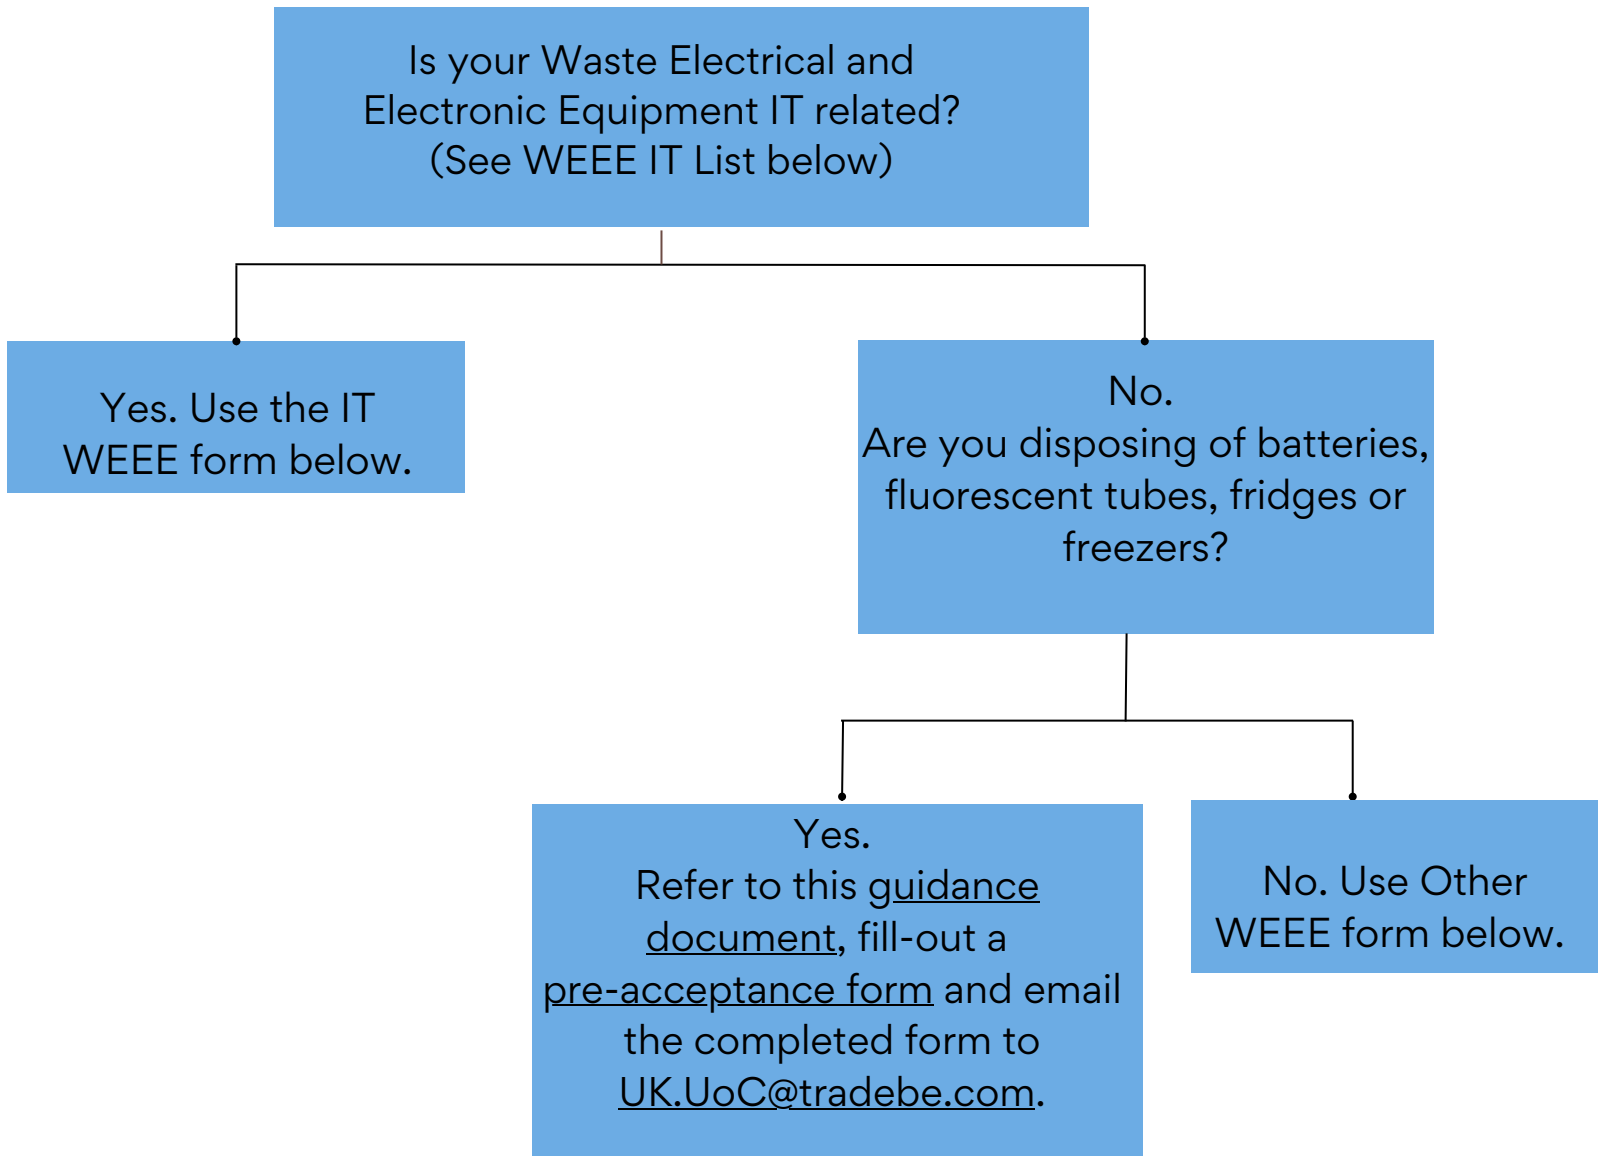 Is your Waste Electrical and
Electronic Equipment IT related?
(See WEEE IT List below)
Yes. Use the IT
WEEE form below.
No.
Are you disposing of batteries,
fluorescent tubes, fridges or
freezers?
Yes.
Refer to this guidance
document, fill-out a
pre-acceptance form and email
the completed form to
UK.UoC@tradebe.com.
No. Use Other
WEEE form below.